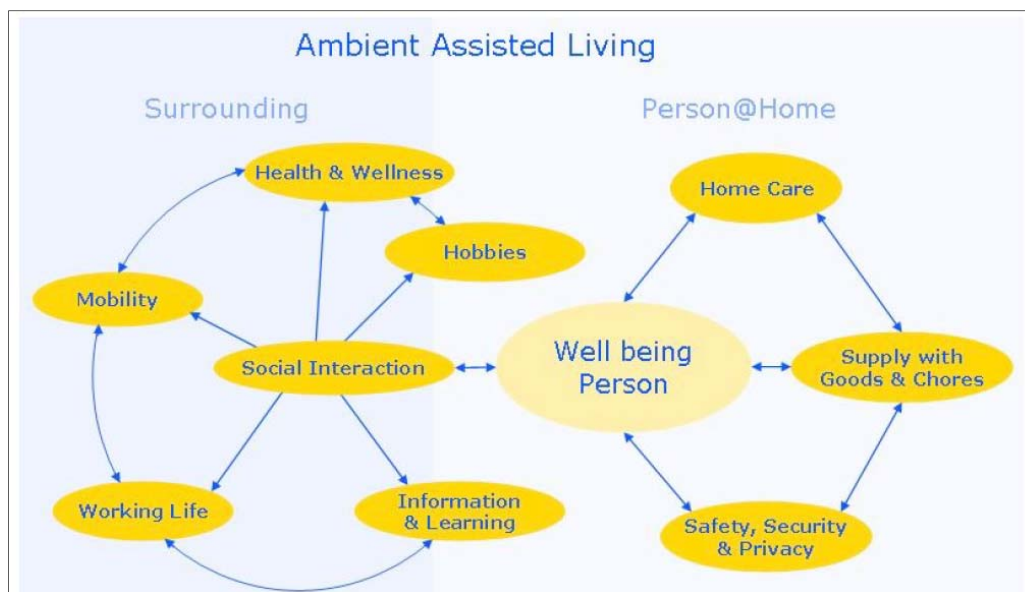 Ambient Assisted Living
Surrounding
Person@Home
Health & Wellness
Home Care
Hobbies
Mobility
Social Interaction
Well being
Person
Supply with
Goods & Chores
Working Life
Information
& Learning
Safety, Security
& Privacy